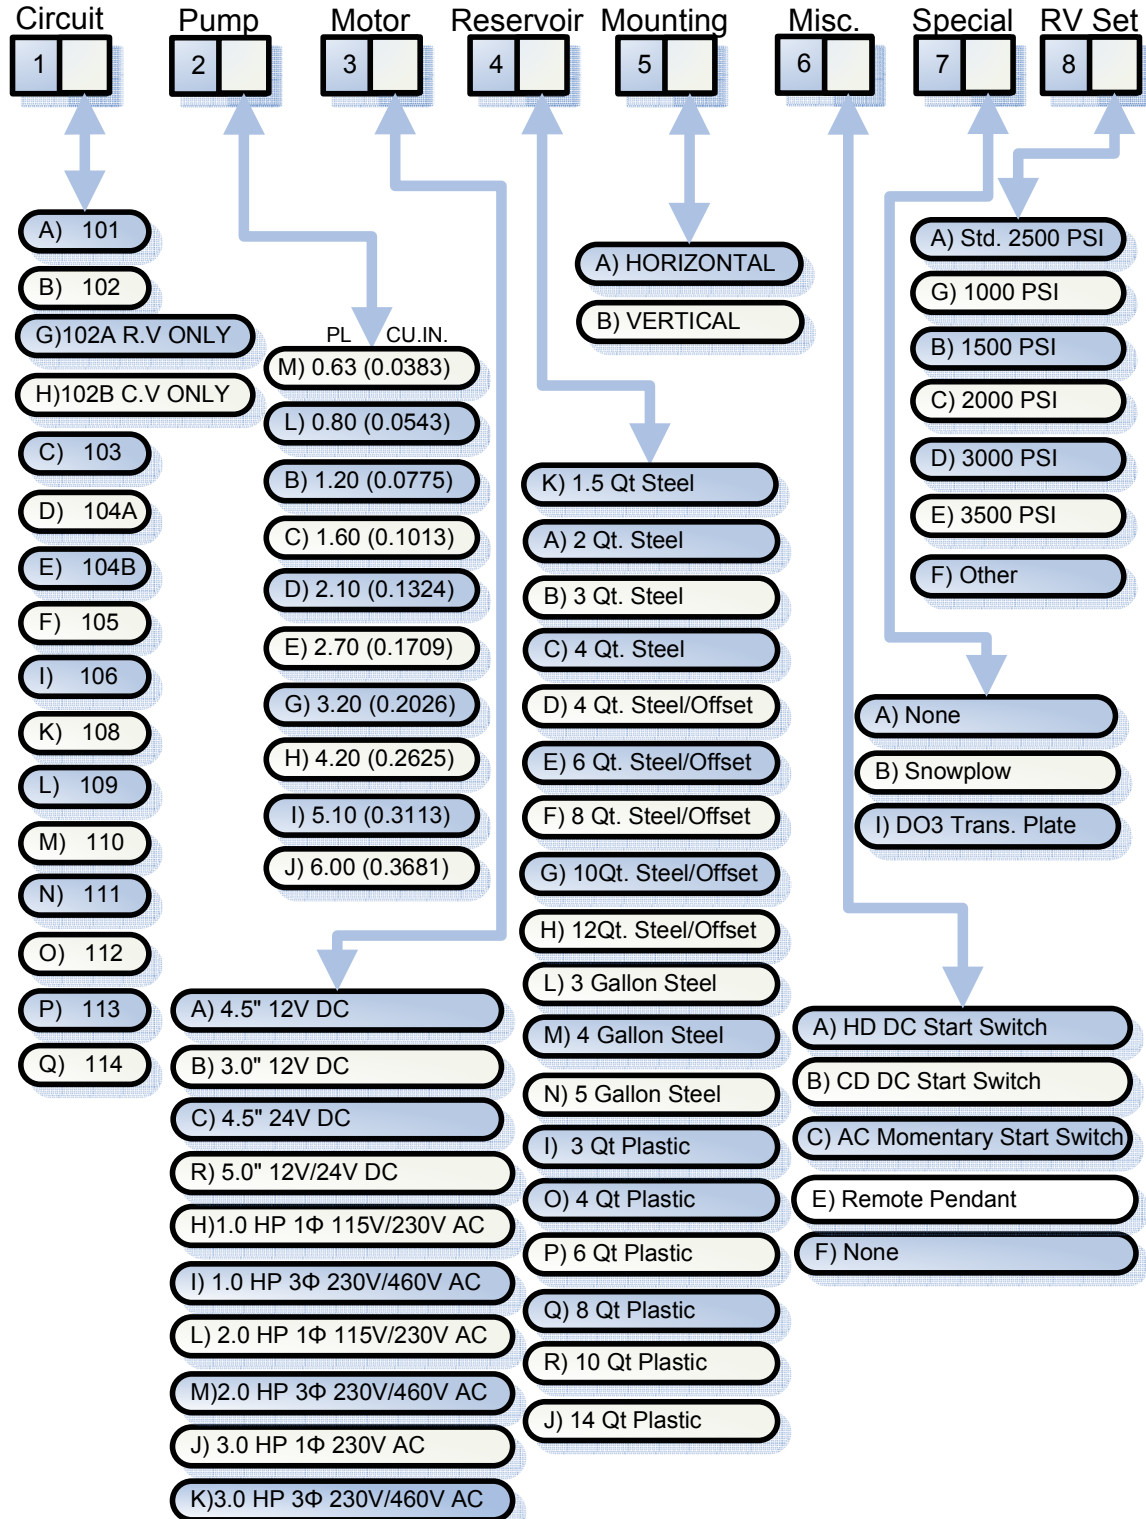 Circuit Pump Motor Reservoir Mounting Misc. Special RV Set
1 2 3 4 5 6 7 8
A) 101
B) 102
G)102A R.V ONLY
H)102B C.V ONLY
C) 103
D) 104A
E) 104B
F) 105
I) 106
K) 108
L) 109
M) 110
N) 111
O) 112
P) 113
Q) 114
PL CU.IN.
M) 0.63 (0.0383)
L) 0.80 (0.0543)
B) 1.20 (0.0775)
C) 1.60 (0.1013)
D) 2.10 (0.1324)
E) 2.70 (0.1709)
G) 3.20 (0.2026)
H) 4.20 (0.2625)
I) 5.10 (0.3113)
J) 6.00 (0.3681)
A) 4.5" 12V DC
B) 3.0" 12V DC
C) 4.5" 24V DC
R) 5.0" 12V/24V DC
H)1.0 HP 1Φ 115V/230V AC
I) 1.0 HP 3Φ 230V/460V AC
L) 2.0 HP 1Φ 115V/230V AC
M)2.0 HP 3Φ 230V/460V AC
J) 3.0 HP 1Φ 230V AC
K)3.0 HP 3Φ 230V/460V AC
K) 1.5 Qt Steel
A) 2 Qt. Steel
B) 3 Qt. Steel
C) 4 Qt. Steel
D) 4 Qt. Steel/Offset
E) 6 Qt. Steel/Offset
F) 8 Qt. Steel/Offset
G) 10Qt. Steel/Offset
H) 12Qt. Steel/Offset
L) 3 Gallon Steel
M) 4 Gallon Steel
N) 5 Gallon Steel
I) 3 Qt Plastic
O) 4 Qt Plastic
P) 6 Qt Plastic
Q) 8 Qt Plastic
R) 10 Qt Plastic
J) 14 Qt Plastic
A) HORIZONTAL
B) VERTICAL
A) HD DC Start Switch
B) CD DC Start Switch
C) AC Momentary Start Switch
E) Remote Pendant
F) None
A) None
B) Snowplow
I) DO3 Trans. Plate
A) Std. 2500 PSI
G) 1000 PSI
B) 1500 PSI
C) 2000 PSI
D) 3000 PSI
E) 3500 PSI
F) Other